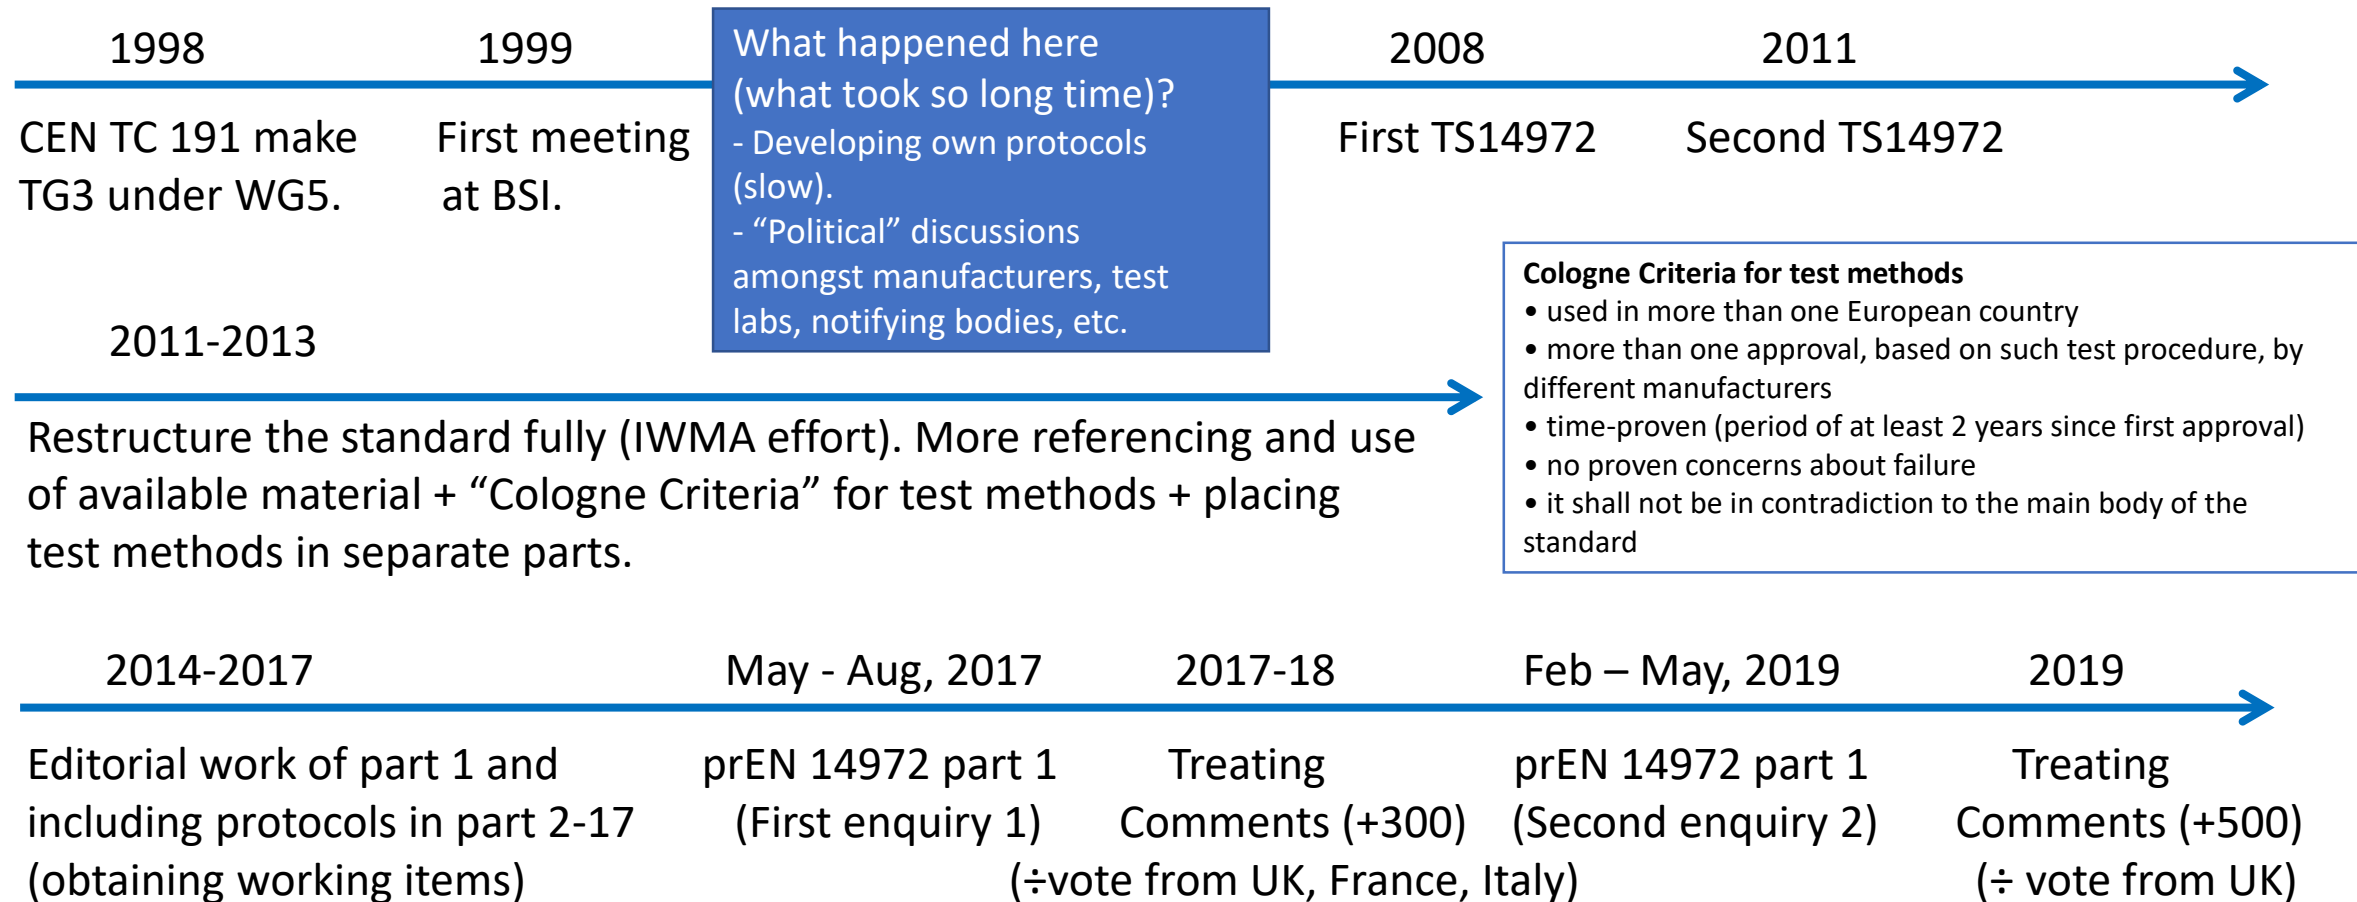 1998
1999
What happened here
(what took so long time)?
- Developing own protocols
(slow).
- “Political” discussions
amongst manufacturers, test
labs, notifying bodies, etc.
2008
2011
CEN TC 191 make
TG3 under WG5.
First meeting
at BSI.
First TS14972
Second TS14972
Cologne Criteria for test methods
• used in more than one European country
• more than one approval, based on such test procedure, by
different manufacturers
• time-proven (period of at least 2 years since first approval)
• no proven concerns about failure
• it shall not be in contradiction to the main body of the
standard
2011-2013
Restructure the standard fully (IWMA effort). More referencing and use
of available material + “Cologne Criteria” for test methods + placing
test methods in separate parts.
2014-2017
May - Aug, 2017
2017-18
Feb – May, 2019
2019
Editorial work of part 1 and
including protocols in part 2-17
(obtaining working items)
prEN 14972 part 1
(First enquiry 1)
Treating
Comments (+300)
(÷vote from UK, France, Italy)
prEN 14972 part 1
(Second enquiry 2)
Treating
Comments (+500)
(÷ vote from UK)